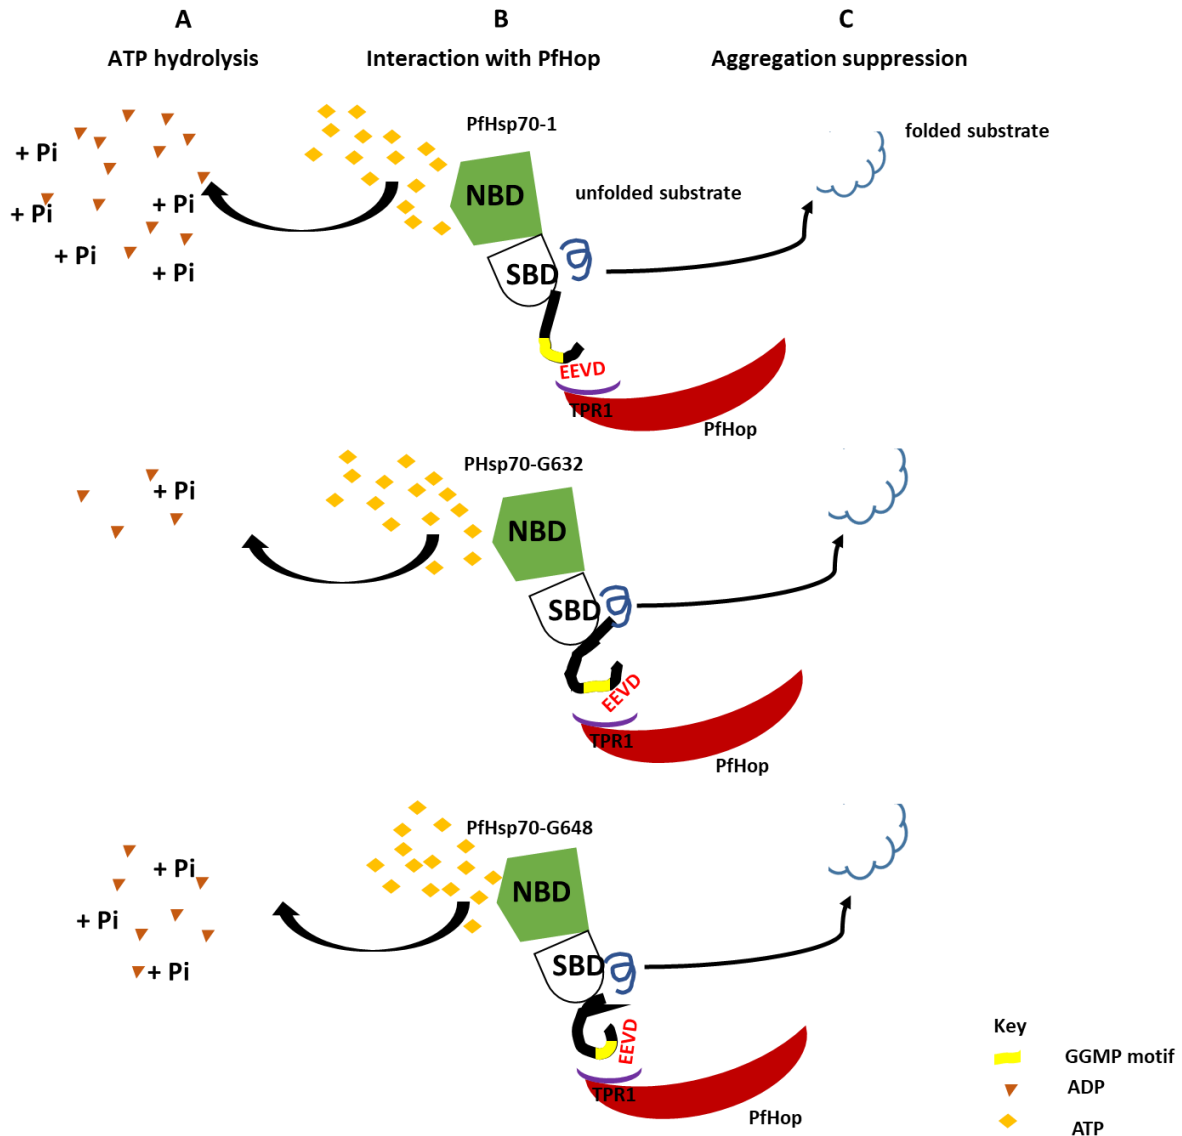 A
B
C
ATP hydrolysis
Interaction with PfHop
Aggregation suppression
PfHsp70-1
folded substrate
+ Pi
NBD
unfolded substrate
+ Pi
+ Pi
+ Pi
+ Pi
SBD
EEVD
TPR1
PfHop
PHsp70-G632
+ Pi
NBD
SBD
EEVD
TPR1
PfHop
PfHsp70-G648
+ Pi
NBD
+ Pi
+ Pi
SBD
EEVD
TPR1
PfHop
Key
GGMP motif
ADP
ATP